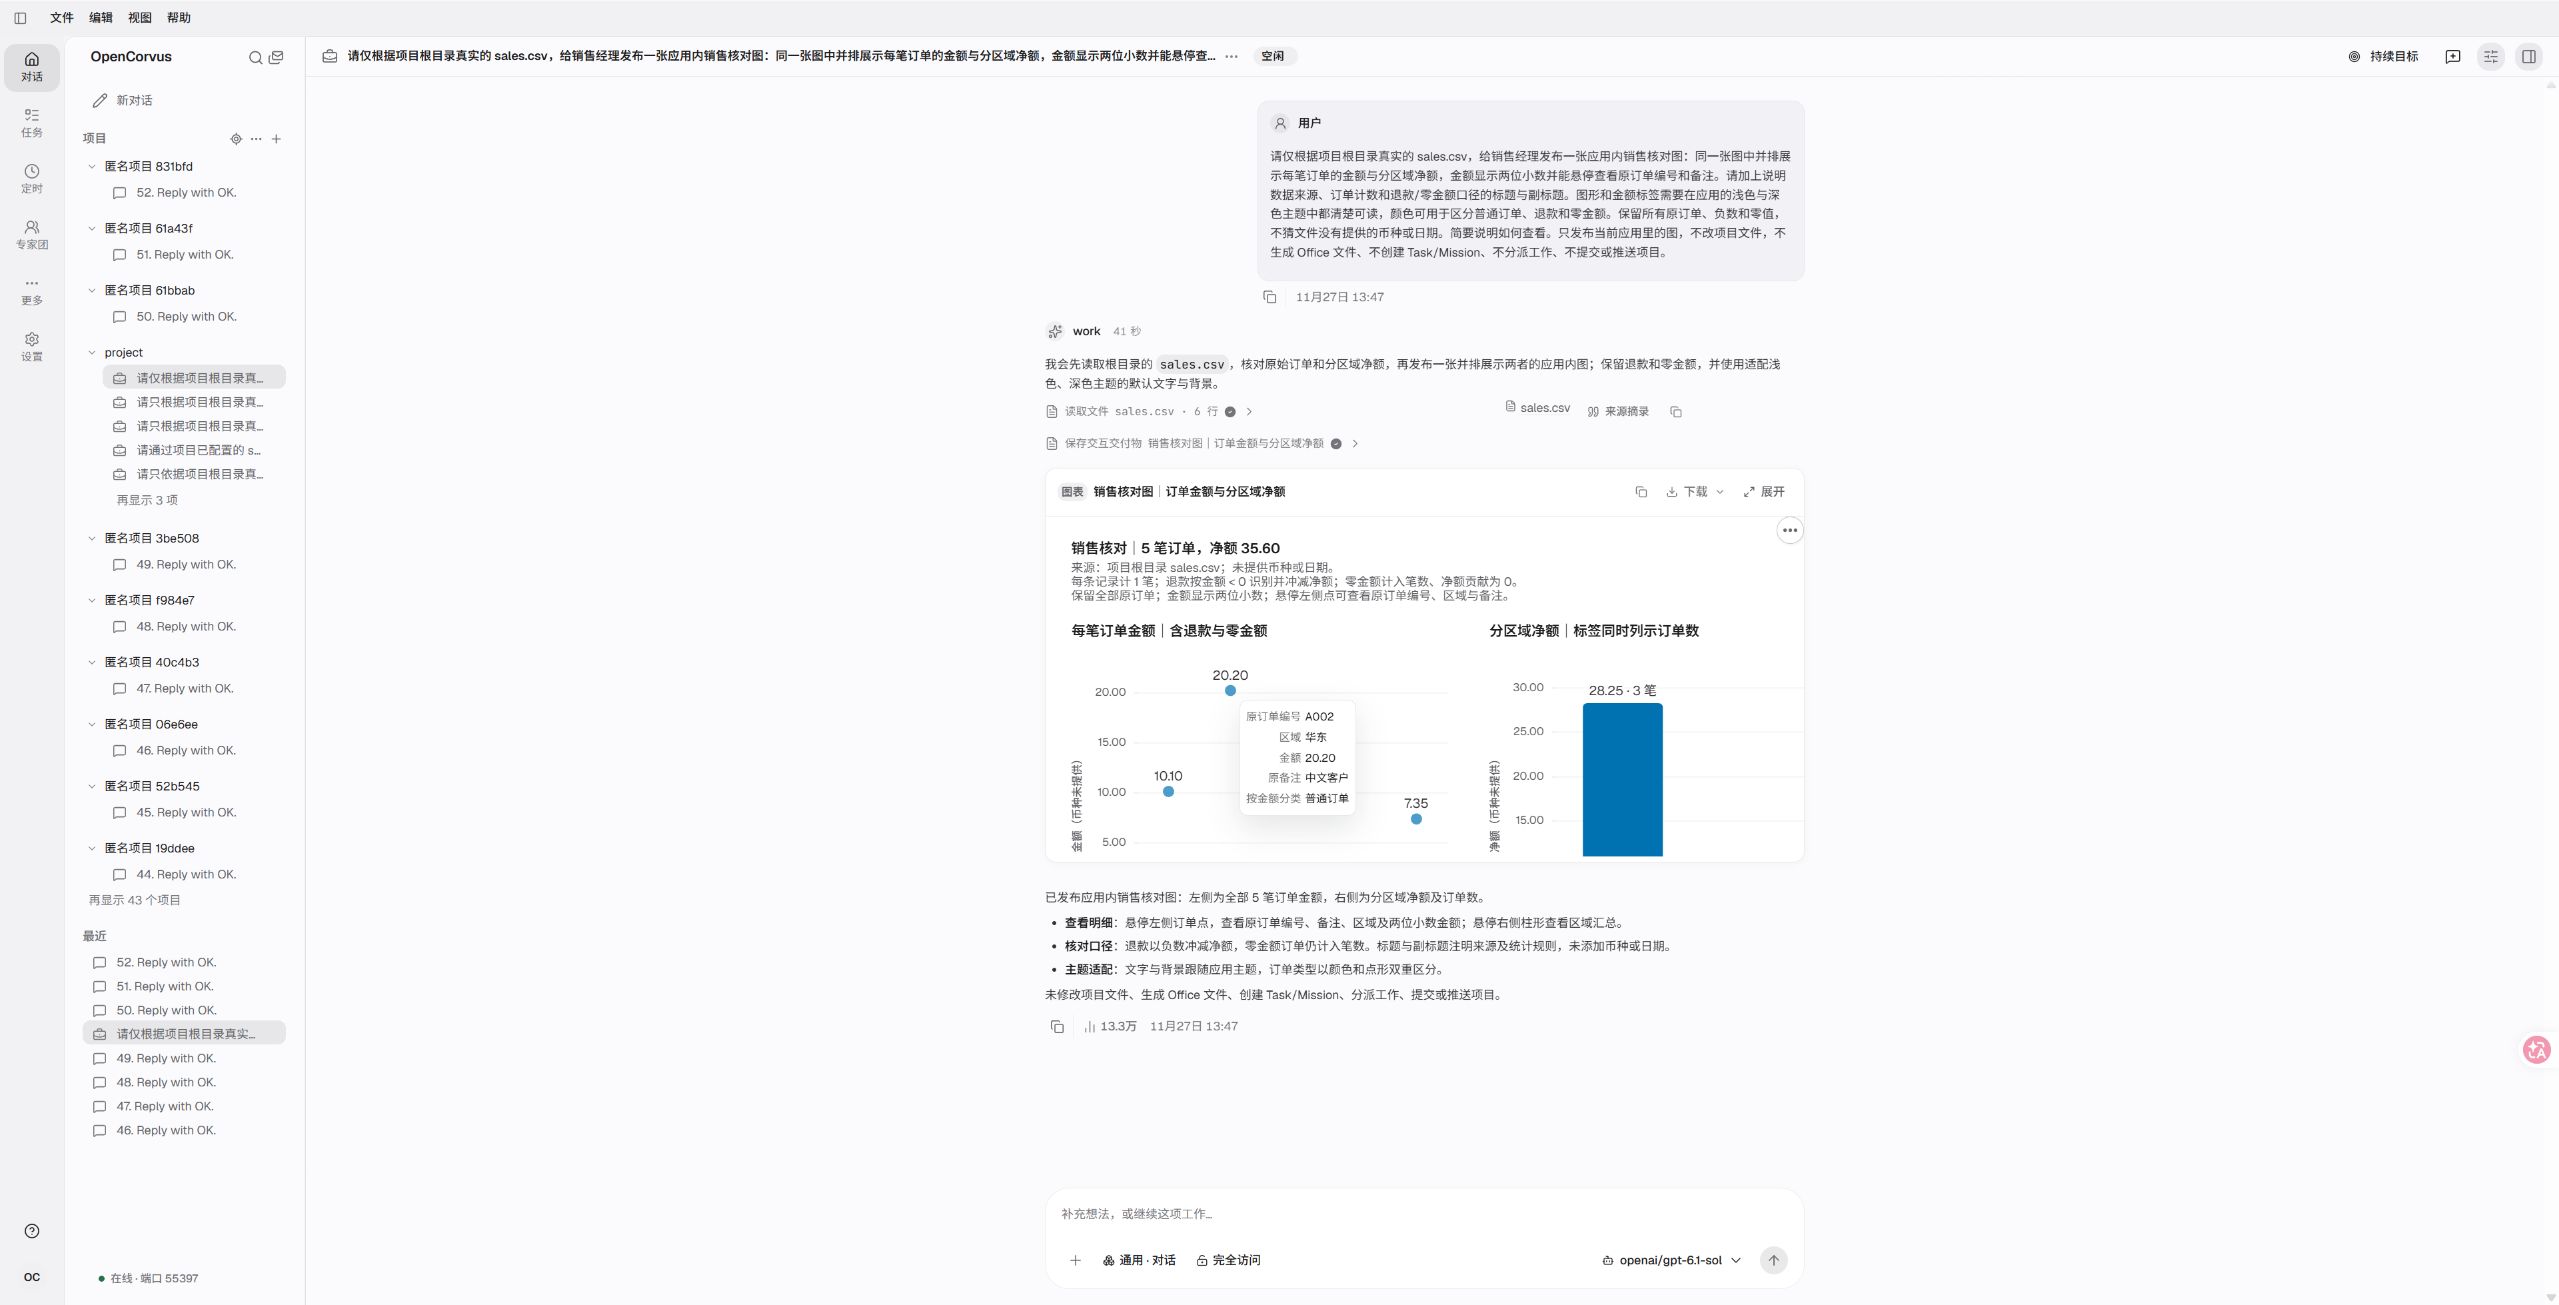 文件 编辑 视图 帮助
对话
任务
定时
专家团
更多
设置
OC
OpenCorvus
新对话
项目
匿名项目 831bfd
52. Reply with OK.
匿名项目 61a43f
51. Reply with OK.
匿名项目 61bbab
50. Reply with OK.
project
请仅根据项目根目录真...
请只根据项目根目录真...
请只根据项目根目录真...
请通过项目已配置的 s...
请只依据项目根目录真...
再显示 3 项
匿名项目 3be508
49. Reply with OK.
匿名项目 f984e7
48. Reply with OK.
匿名项目 40c4b3
47. Reply with OK.
匿名项目 06e6ee
46. Reply with OK.
匿名项目 52b545
45. Reply with OK.
匿名项目 19ddee
44. Reply with OK.
再显示 43 个项目
最近
52. Reply with OK.
51. Reply with OK.
50. Reply with OK.
请仅根据项目根目录真实...
49. Reply with OK.
48. Reply with OK.
47. Reply with OK.
46. Reply with OK.
在线 · 端口 55397
请仅根据项目根目录真实的 sales.csv，给销售经理发布一张应用内销售核对图：同一张图中并排展示每笔订单的金额与分区域净额，金额显示两位小数并能悬停查... 空闲
持续目标
用户
请仅根据项目根目录真实的 sales.csv，给销售经理发布一张应用内销售核对图：同一张图中并排展
示每笔订单的金额与分区域净额，金额显示两位小数并能悬停查看原订单编号和备注。请加上说明
数据来源、订单计数和退款/零金额口径的标题与副标题。图形和金额标签需要在应用的浅色与深
色主题中都清楚可读，颜色可用于区分普通订单、退款和零金额。保留所有原订单、负数和零值，
不猜文件没有提供的币种或日期。简要说明如何查看。只发布当前应用里的图，不改项目文件，不
生成 Office 文件、不创建 Task/Mission、不分派工作、不提交或推送项目。
11月27日 13:47
work 41 秒
我会先读取根目录的 sales.csv，核对原始订单和分区域净额，再发布一张并排展示两者的应用内图；保留退款和零金额，并使用适配浅
色、深色主题的默认文字与背景。
读取文件 sales.csv · 6 行
sales.csv 来源摘录
保存交互交付物 销售核对图｜订单金额与分区域净额
图表 销售核对图｜订单金额与分区域净额
下载 展开
销售核对｜5 笔订单，净额 35.60
来源：项目根目录 sales.csv；未提供币种或日期。
每条记录计 1 笔；退款按金额 < 0 识别并冲减净额；零金额计入笔数、净额贡献为 0。
保留全部原订单；金额显示两位小数；悬停左侧点可查看原订单编号、区域与备注。
每笔订单金额｜含退款与零金额
金额（币种未提供）
20.00
15.00
10.00
5.00
20.20
10.10
7.35
原订单编号 A002
区域 华东
金额 20.20
原备注 中文客户
按金额分类 普通订单
分区域净额｜标签同时列示订单数
净额（币种未提供）
30.00
25.00
20.00
15.00
28.25 · 3 笔
已发布应用内销售核对图：左侧为全部 5 笔订单金额，右侧为分区域净额及订单数。
• 查看明细：悬停左侧订单点，查看原订单编号、备注、区域及两位小数金额；悬停右侧柱形查看区域汇总。
• 核对口径：退款以负数冲减净额，零金额订单仍计入笔数。标题与副标题注明来源及统计规则，未添加币种或日期。
• 主题适配：文字与背景跟随应用主题，订单类型以颜色和点形双重区分。
未修改项目文件、生成 Office 文件、创建 Task/Mission、分派工作、提交或推送项目。
13.3万 11月27日 13:47
补充想法，或继续这项工作...
通用 · 对话 完全访问
openai/gpt-6.1-sol